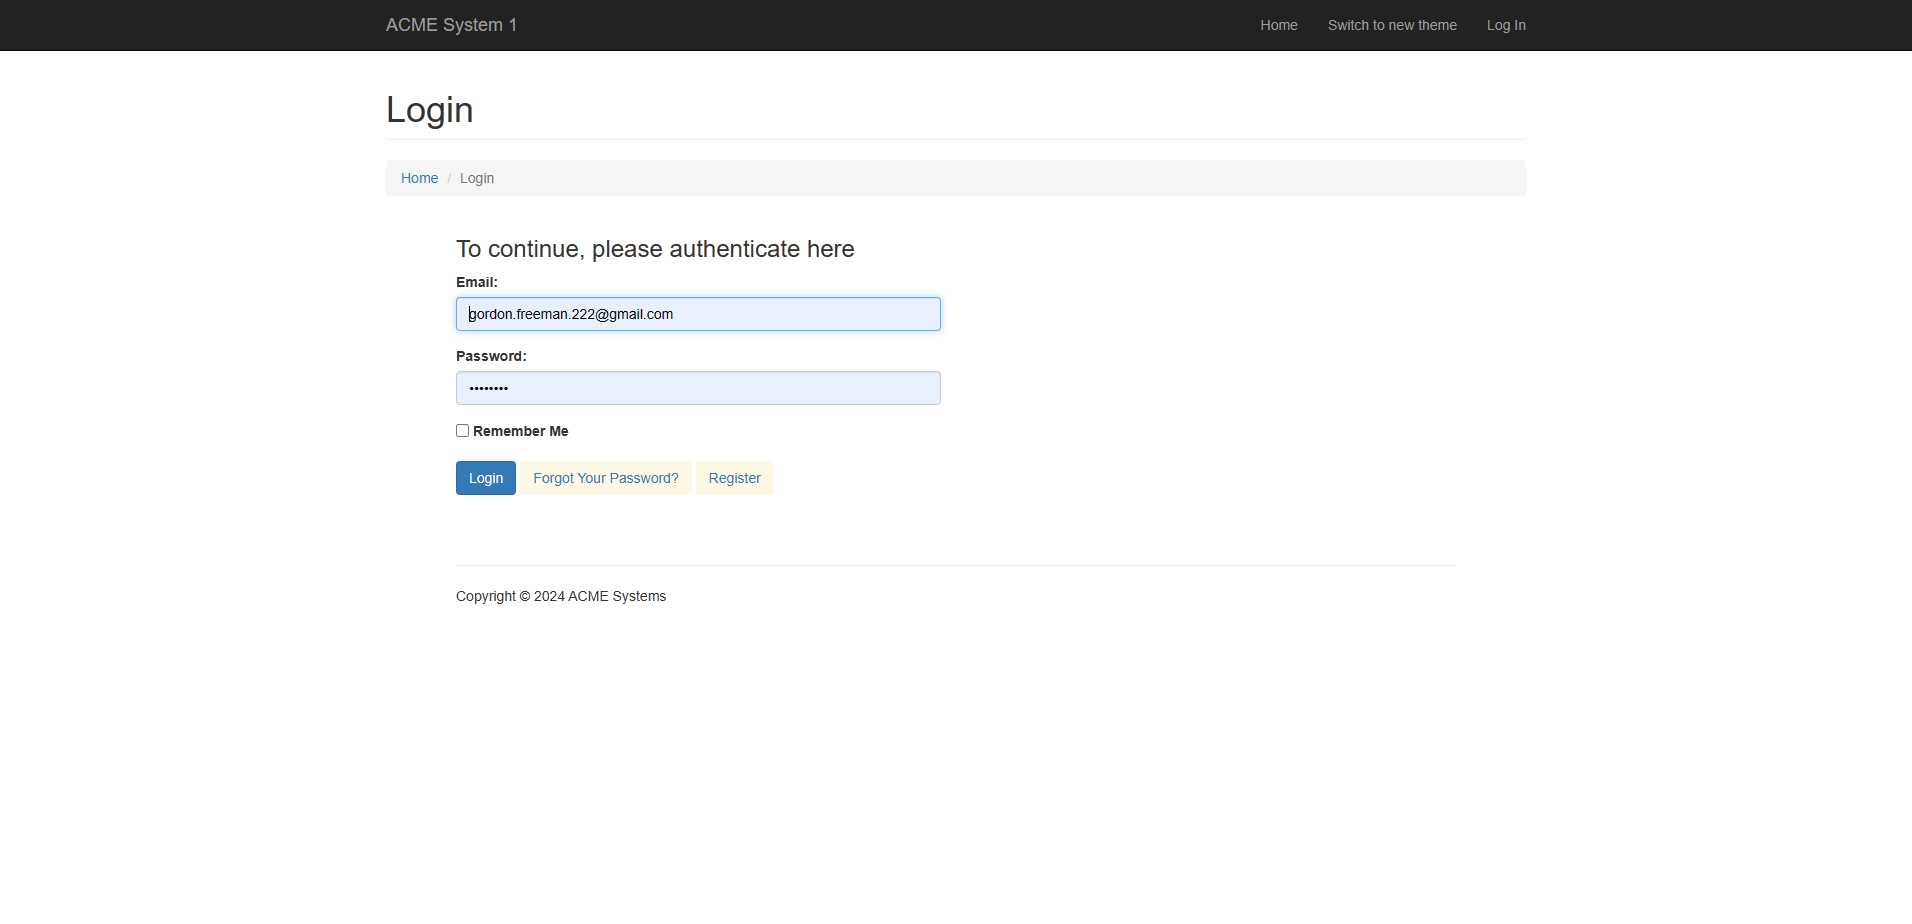 ACME System 1 Home Switch to new theme Log In
Login
Home / Login
To continue, please authenticate here
Email:
gordon.freeman.222@gmail.com
Password:
••••••••
Remember Me
Login Forgot Your Password? Register
Copyright © 2024 ACME Systems